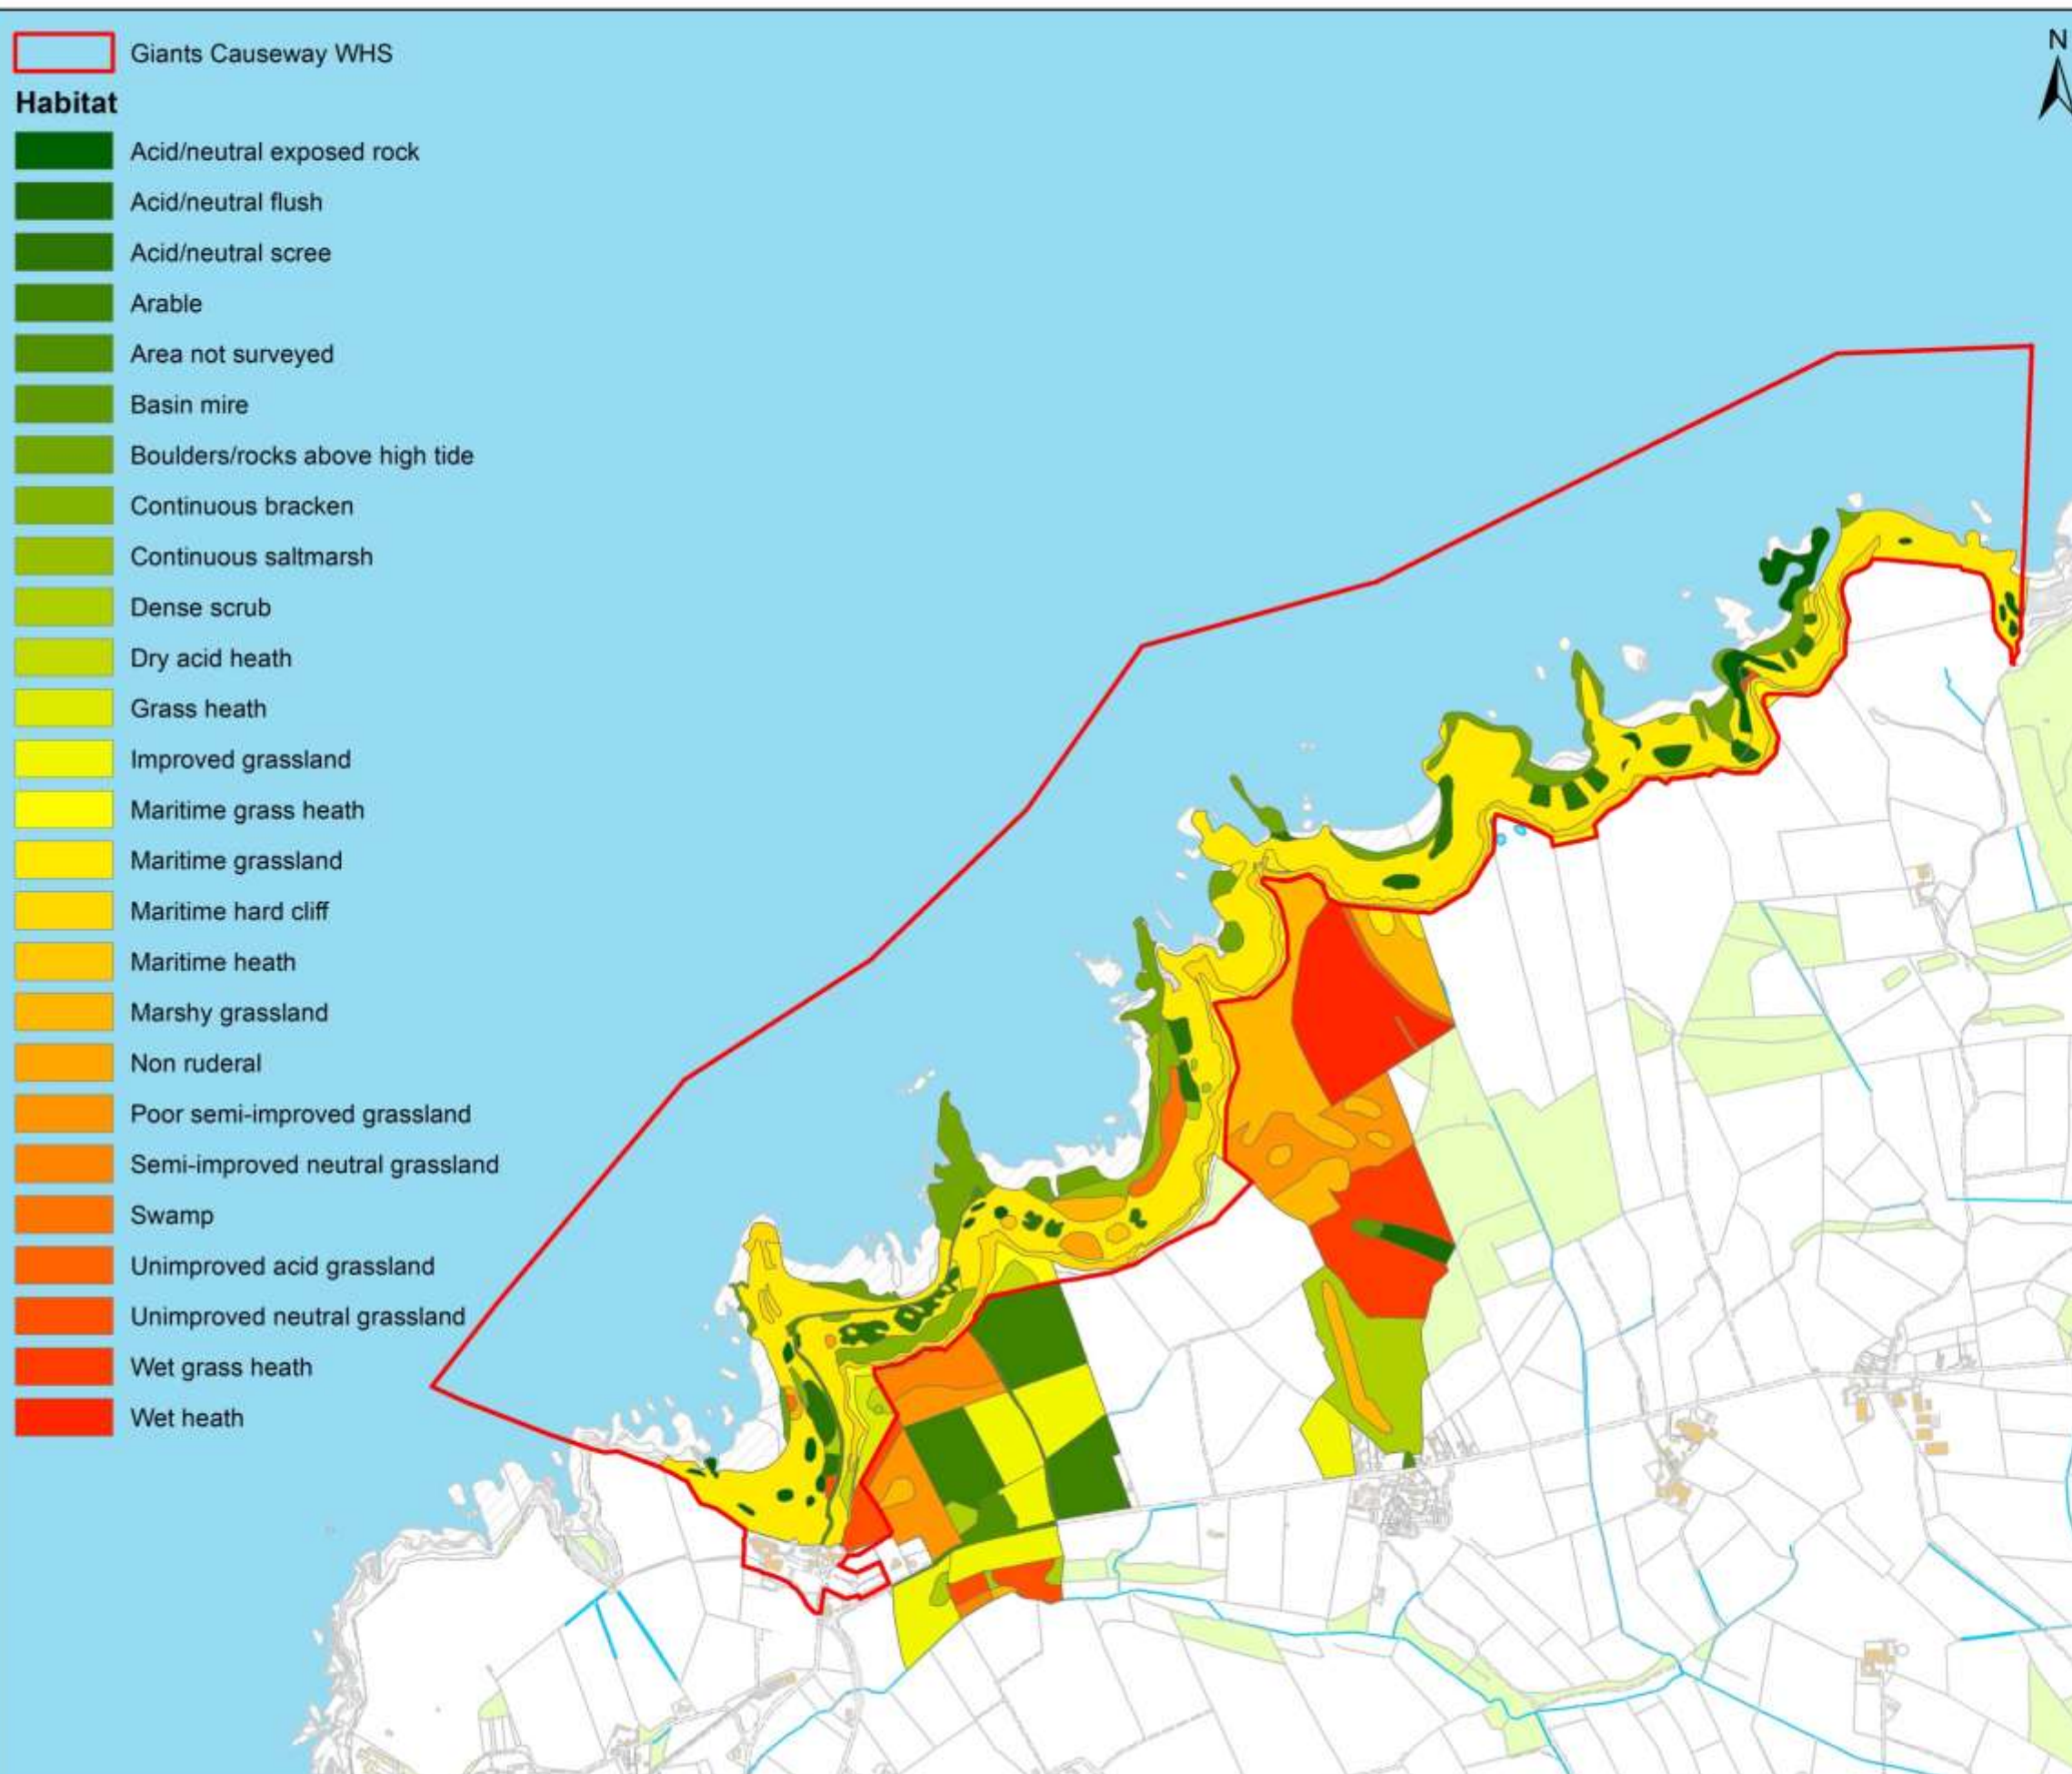 Giants Causeway WHS
N
Habitat
Acid/neutral exposed rock
Acid/neutral flush
Acid/neutral scree
Arable
Area not surveyed
Basin mire
Boulders/rocks above high tide
Continuous bracken
Continuous saltmarsh
Dense scrub
Dry acid heath
Grass heath
Improved grassland
Maritime grass heath
Maritime grassland
Maritime hard cliff
Maritime heath
Marshy grassland
Non ruderal
Poor semi-improved grassland
Semi-improved neutral grassland
Swamp
Unimproved acid grassland
Unimproved neutral grassland
Wet grass heath
Wet heath